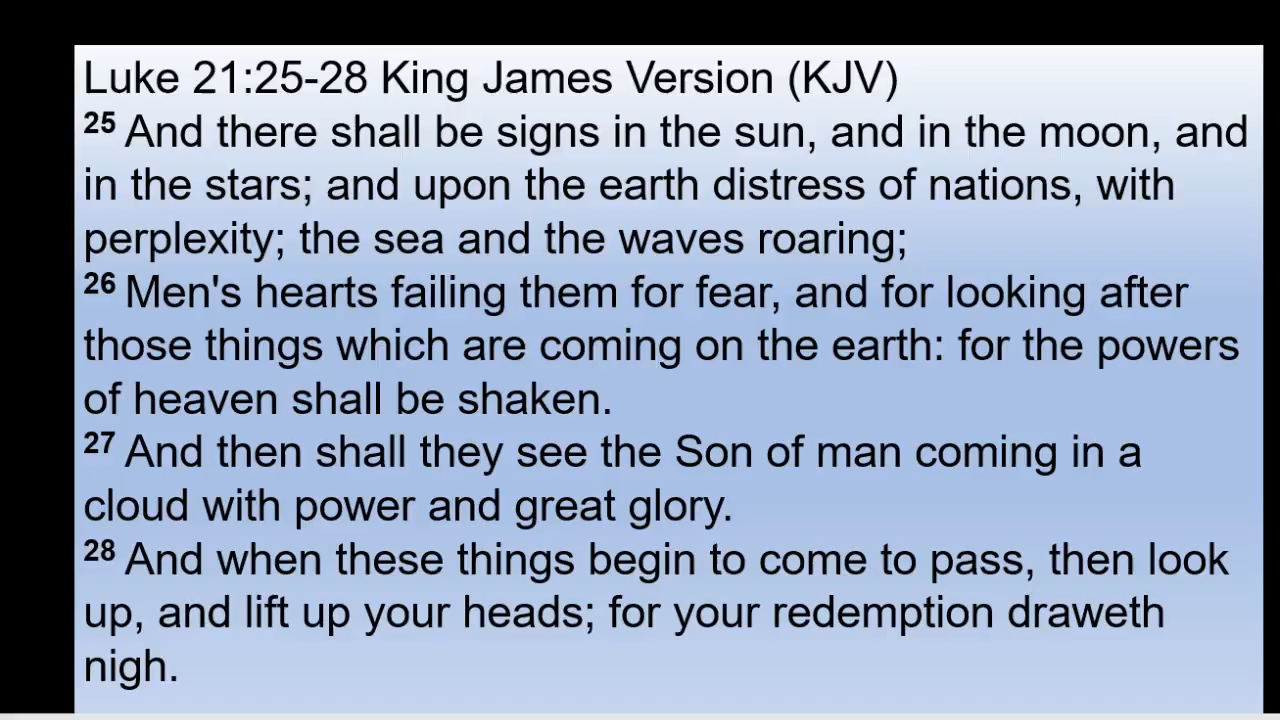 Luke 21:25-28 King James Version (KJV)
25 And there shall be signs in the sun, and in the moon, and
in the stars; and upon the earth distress of nations, with
perplexity; the sea and the waves roaring;
26 Men's hearts failing them for fear, and for looking after
those things which are coming on the earth: for the powers
of heaven shall be shaken.
27 And then shall they see the Son of man coming in a
cloud with power and great glory.
28 And when these things begin to come to pass, then look
up, and lift up your heads; for your redemption draweth
nigh.